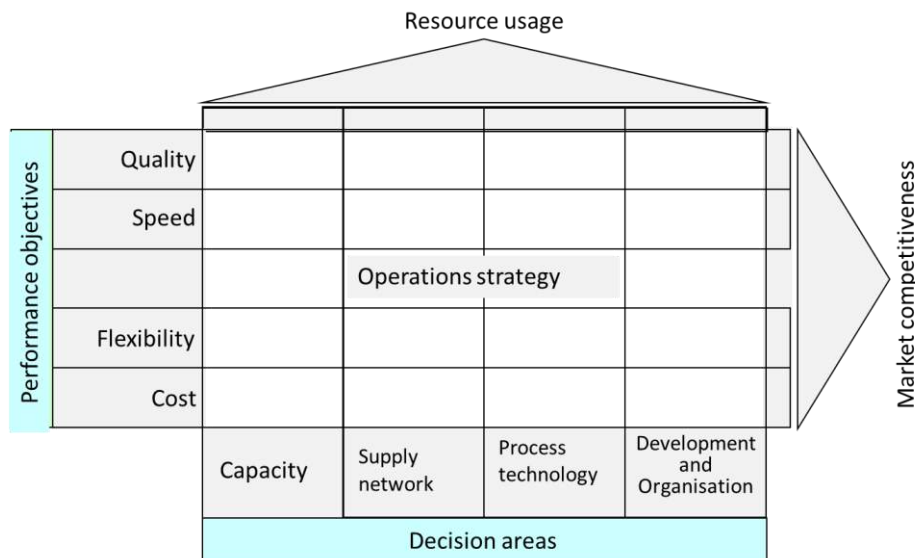 Resource usage
Performance objectives
Quality
Speed
Operations strategy
Flexibility
Cost
Market competitiveness
Capacity
Supply
network
Process
technology
Development
and
Organisation
Decision areas